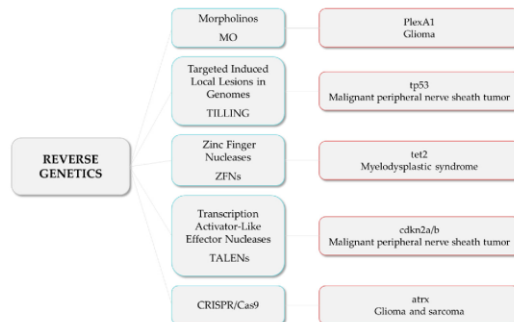 Morpholinos
MO
PlexA1
Glioma
Targeted Induced
Local Lesions in
Genomes
TILLING
tp53
Malignant peripheral nerve sheath tumor
REVERSE
GENETICS
Zinc Finger
Nucleases
ZFNs
tet2
Myelodysplastic syndrome
Transcription
Activator-Like
Effector Nucleases
TALENs
cdkn2a/b
Malignant peripheral nerve sheath tumor
CRISPR/Cas9
atrx
Glioma and sarcoma